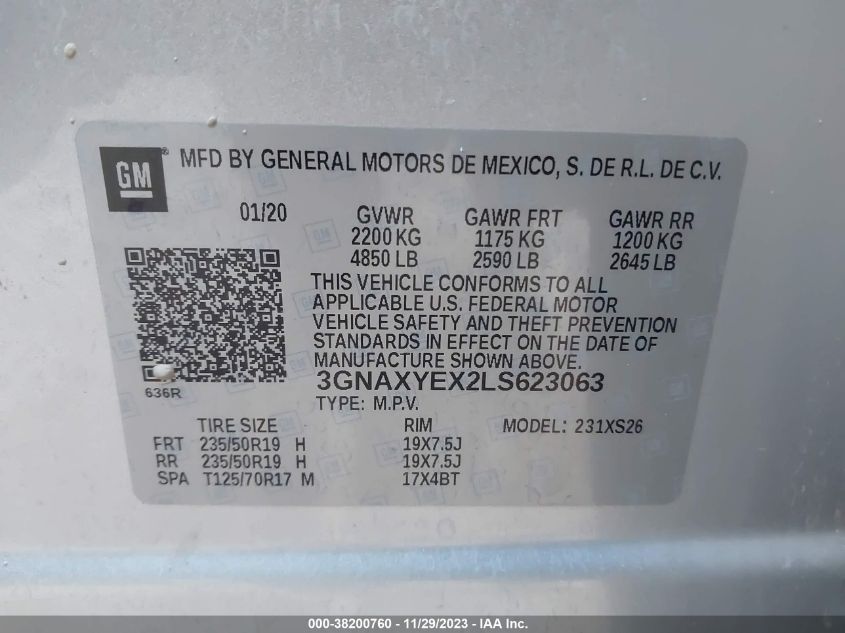 GM ® MFD BY GENERAL MOTORS DE MEXICO, S. DE R.L. DE C.V.
01/20 GVWR GAWR FRT GAWR RR
2200 KG 1175 KG 1200 KG
4850 LB 2590 LB 2645 LB
THIS VEHICLE CONFORMS TO ALL
APPLICABLE U.S. FEDERAL MOTOR
VEHICLE SAFETY AND THEFT PREVENTION
STANDARDS IN EFFECT ON THE DATE OF
MANUFACTURE SHOWN ABOVE.
636R
3GNAXYEX2LS623063
TYPE: M.P.V.
TIRE SIZE RIM MODEL: 231XS26
FRT 235/50R19 H 19X7.5J
RR 235/50R19 H 19X7.5J
SPA T125/70R17 M 17X4BT
000-38200760 - 11/29/2023 - IAA Inc.